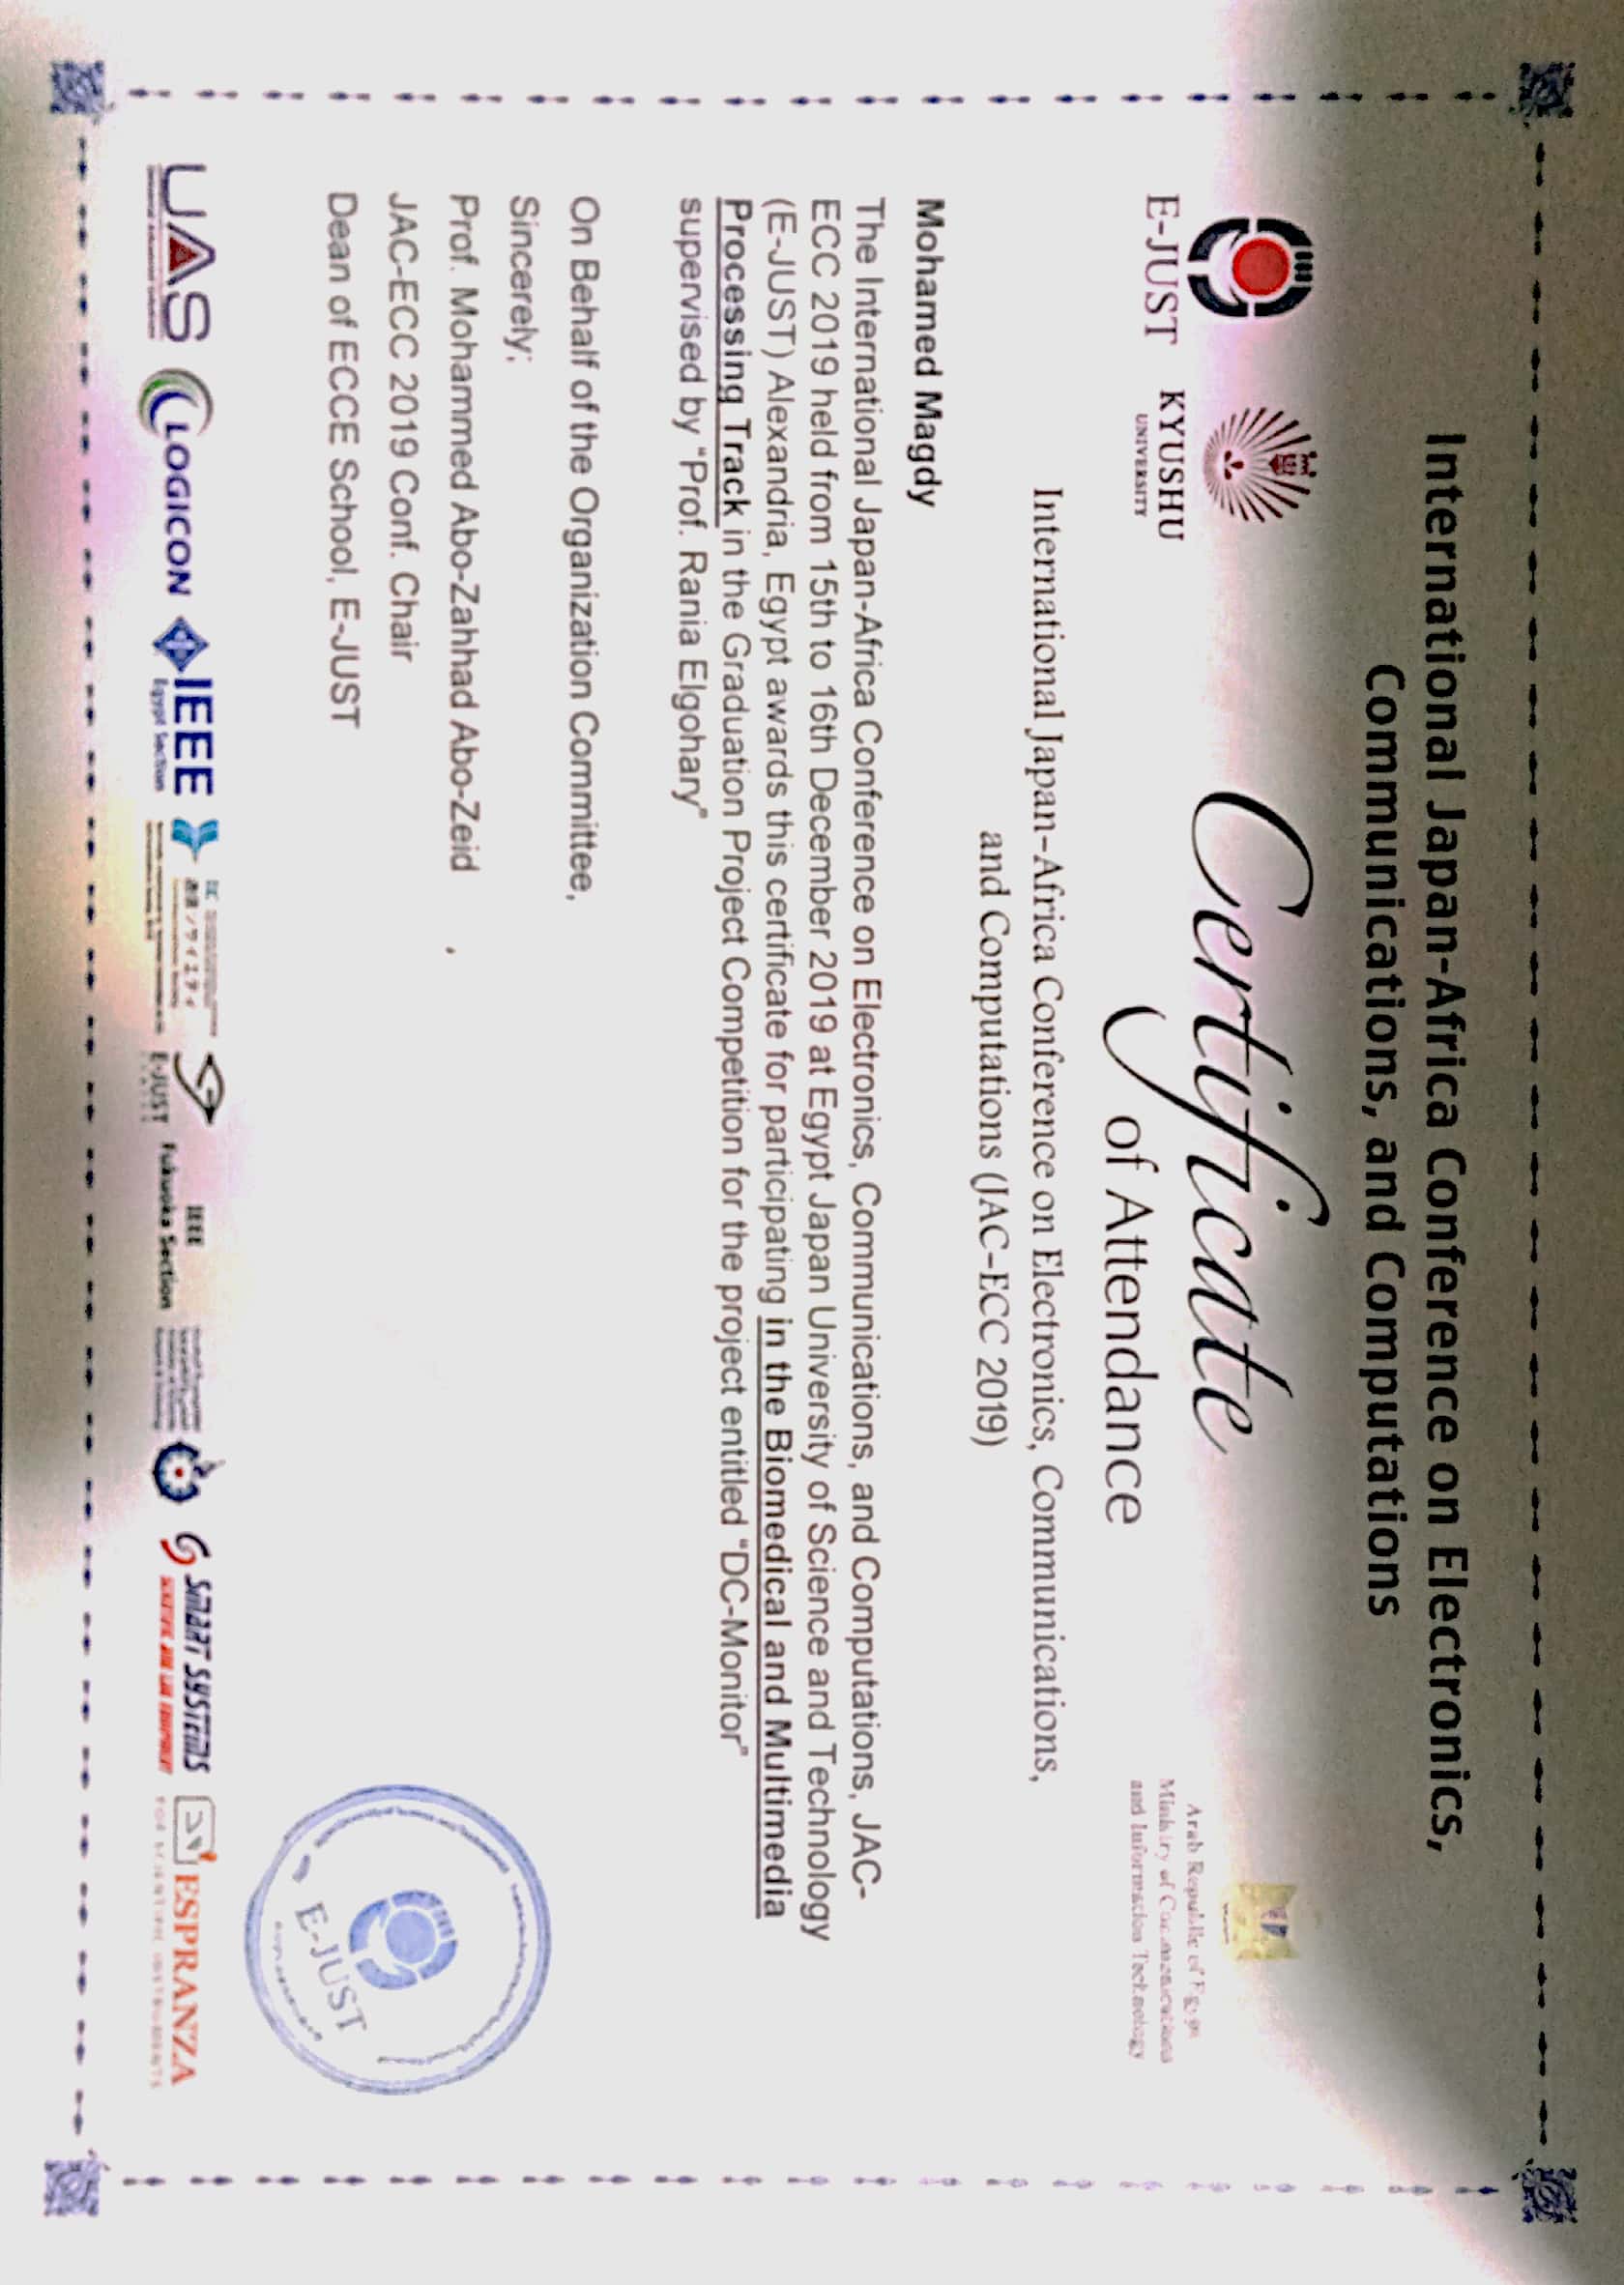 International Japan-Africa Conference on Electronics,
Communications, and Computations
E-JUST
KYUSHU
UNIVERSITY
Certificate
of Attendance
Arab Republic of Egypt
Ministry of Communications
and Information Technology
International Japan-Africa Conference on Electronics, Communications,
and Computations (JAC-ECC 2019)
Mohamed Magdy
The International Japan-Africa Conference on Electronics, Communications, and Computations, JAC-
ECC 2019 held from 15th to 16th December 2019 at Egypt Japan University of Science and Technology
(E-JUST) Alexandria, Egypt awards this certificate for participating in the Biomedical and Multimedia
Processing Track in the Graduation Project Competition for the project entitled “DC-Monitor”
supervised by “Prof. Rania Elgohary”
On Behalf of the Organization Committee,
Sincerely;
Prof. Mohammed Abo-Zahhad Abo-Zeid
JAC-ECC 2019 Conf. Chair
Dean of ECCE School, E-JUST
E-JUST
UAS
LOGICON
IEEE
Egypt Section
E-JUST
IEEE
Fukuoka Section
SMART SYSTEMS
SCIENTIFIC AND LAB EQUIPMENT
ESPRANZA
FOR SCIENTIFIC INSTRUMENTS